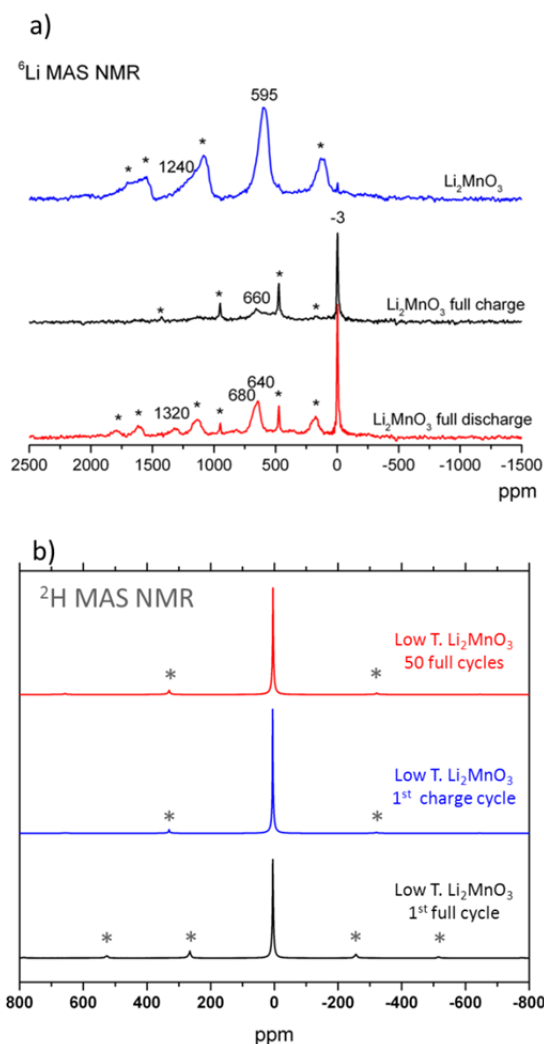 a)
⁶Li MAS NMR
595
*
*
*
1240
*
Li₂MnO₃
-3
*
*
660
*
*
*
Li₂MnO₃ full charge
640
680
*
*
1320
*
*
*
*
Li₂MnO₃ full discharge
2500 2000 1500 1000 500 0 -500 -1000 -1500
ppm
b)
²H MAS NMR
Low T. Li₂MnO₃
50 full cycles
* *
Low T. Li₂MnO₃
1st charge cycle
* *
Low T. Li₂MnO₃
1st full cycle
* * * *
800 600 400 200 0 -200 -400 -600 -800
ppm